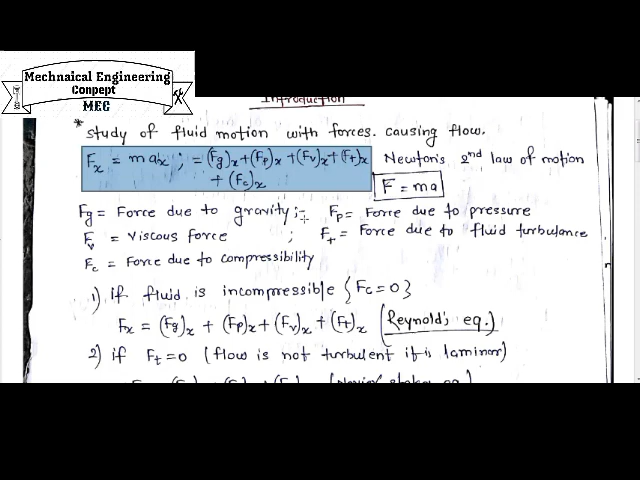 Mechnaical Engineering
Conpept
MEC
Introduction
* study of fluid motion with forces causing flow.
Fx = max ; = (Fg)x + (Fp)x + (Fv)x + (Ft)x
+ (Fc)x
Newton's 2nd law of motion
F = ma
Fg = Force due to gravity ; Fp = Force due to pressure
Fv = Viscous force ; Ft = Force due to fluid turbulance
Fc = Force due to compressibility
1) if fluid is incompressible {Fc = 0}
Fx = (Fg)x + (Fp)x + (Fv)x + (Ft)x (Reynold's eq.)
2) if Ft = 0 (flow is not turbulent it is laminar)